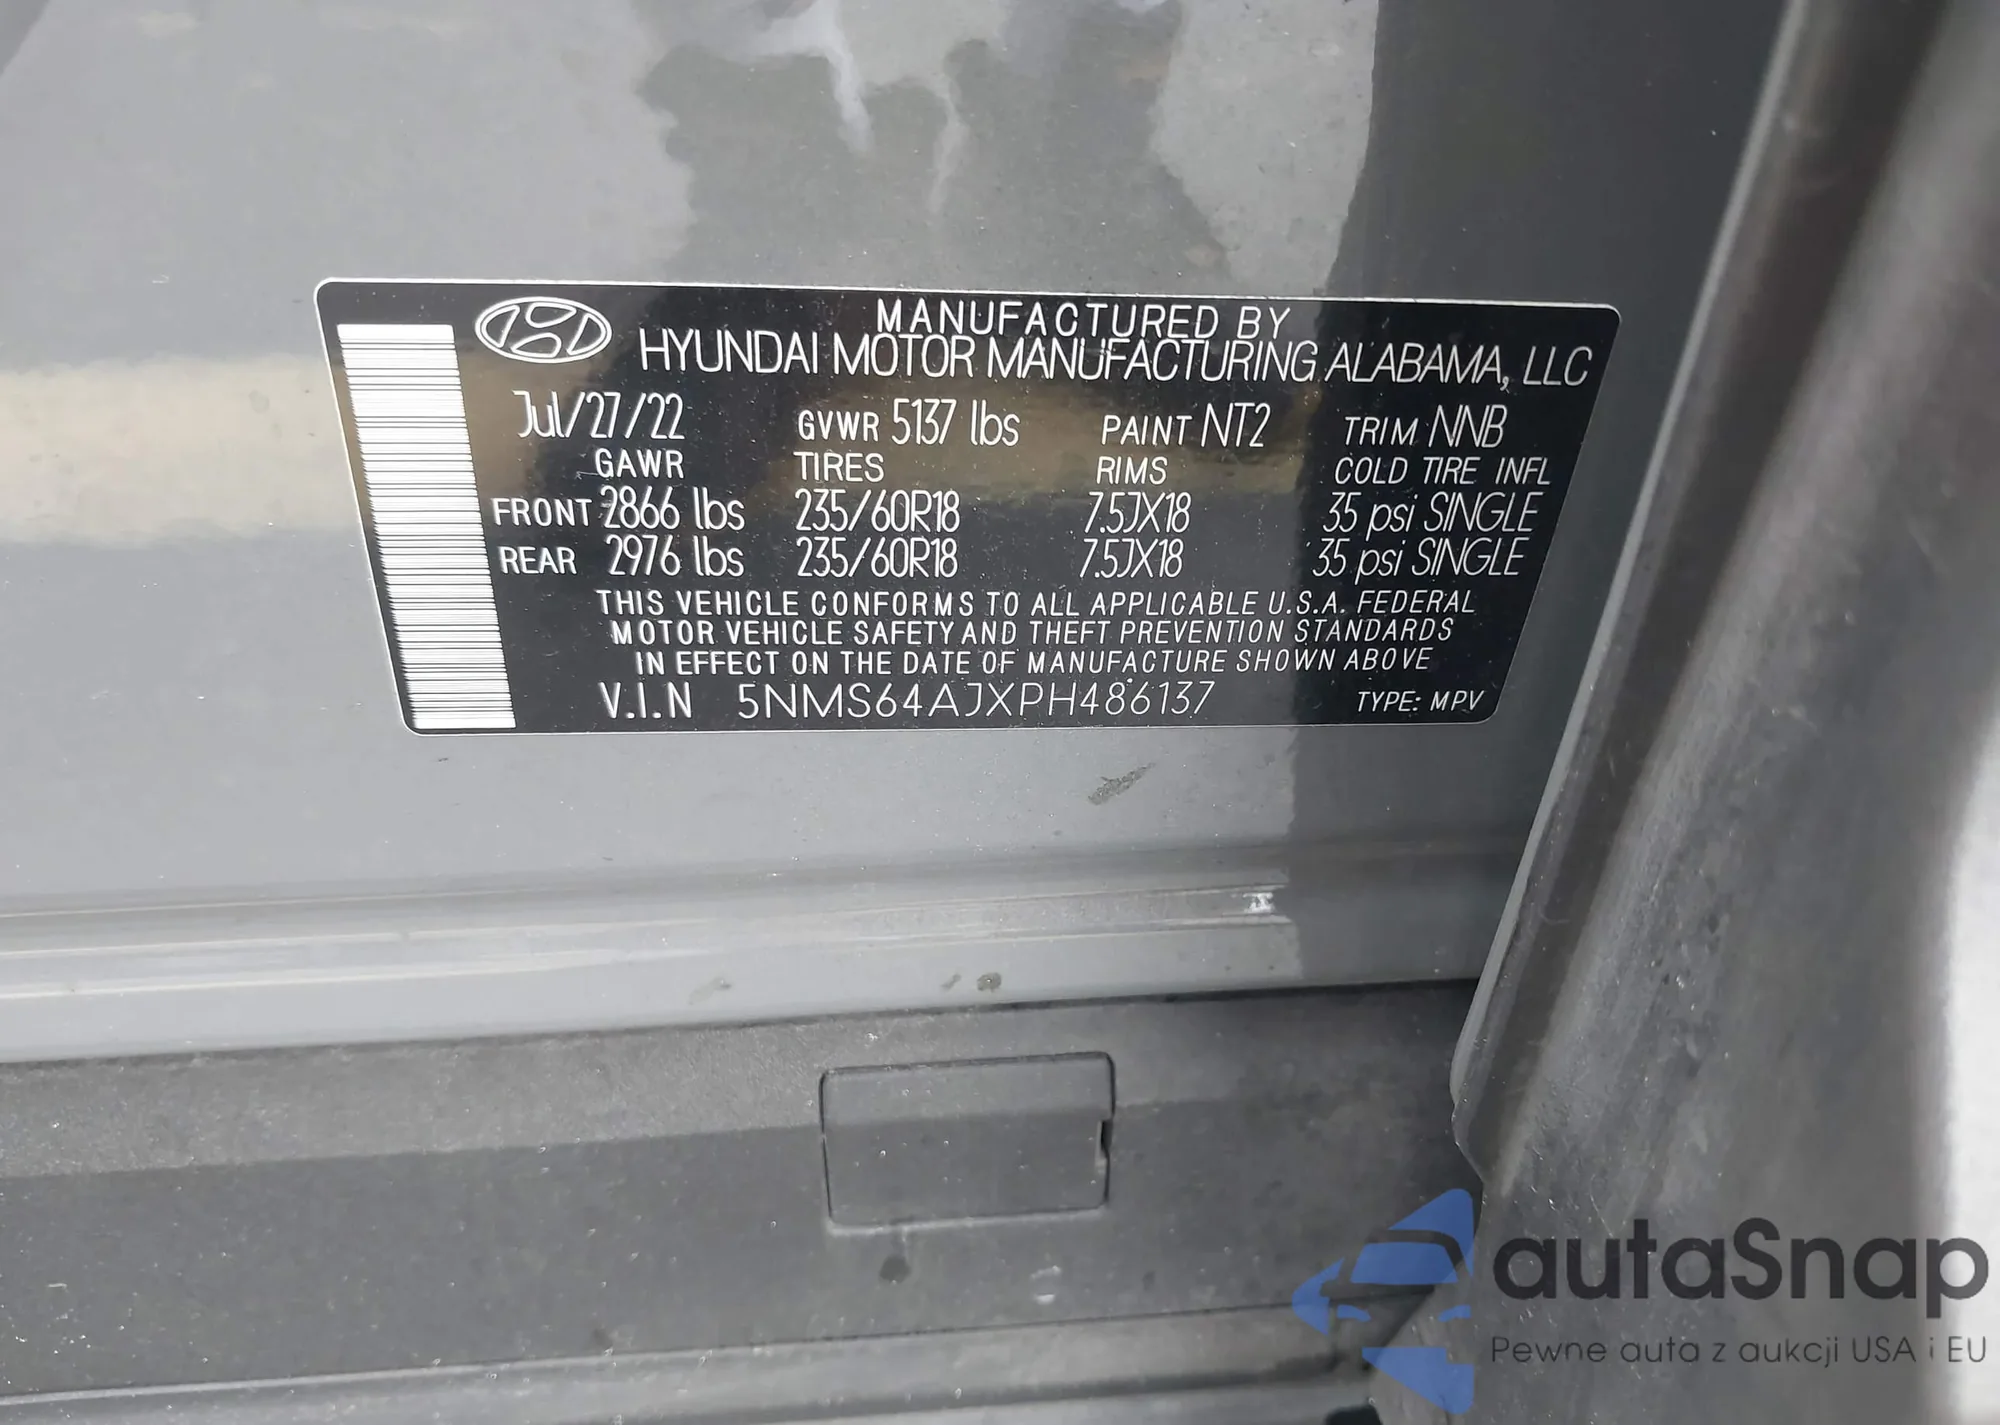 MANUFACTURED BY
HYUNDAI MOTOR MANUFACTURING ALABAMA, LLC
Jul/27/22 GVWR 5137 lbs PAINT NT2 TRIM NNB
GAWR TIRES RIMS COLD TIRE INFL
FRONT 2866 lbs 235/60R18 7.5JX18 35 psi SINGLE
REAR 2976 lbs 235/60R18 7.5JX18 35 psi SINGLE
THIS VEHICLE CONFORMS TO ALL APPLICABLE U.S.A. FEDERAL
MOTOR VEHICLE SAFETY AND THEFT PREVENTION STANDARDS
IN EFFECT ON THE DATE OF MANUFACTURE SHOWN ABOVE
V.I.N 5NMS64AJXPH486137 TYPE: MPV
autaSnap
Pewne auta z aukcji USA i EU